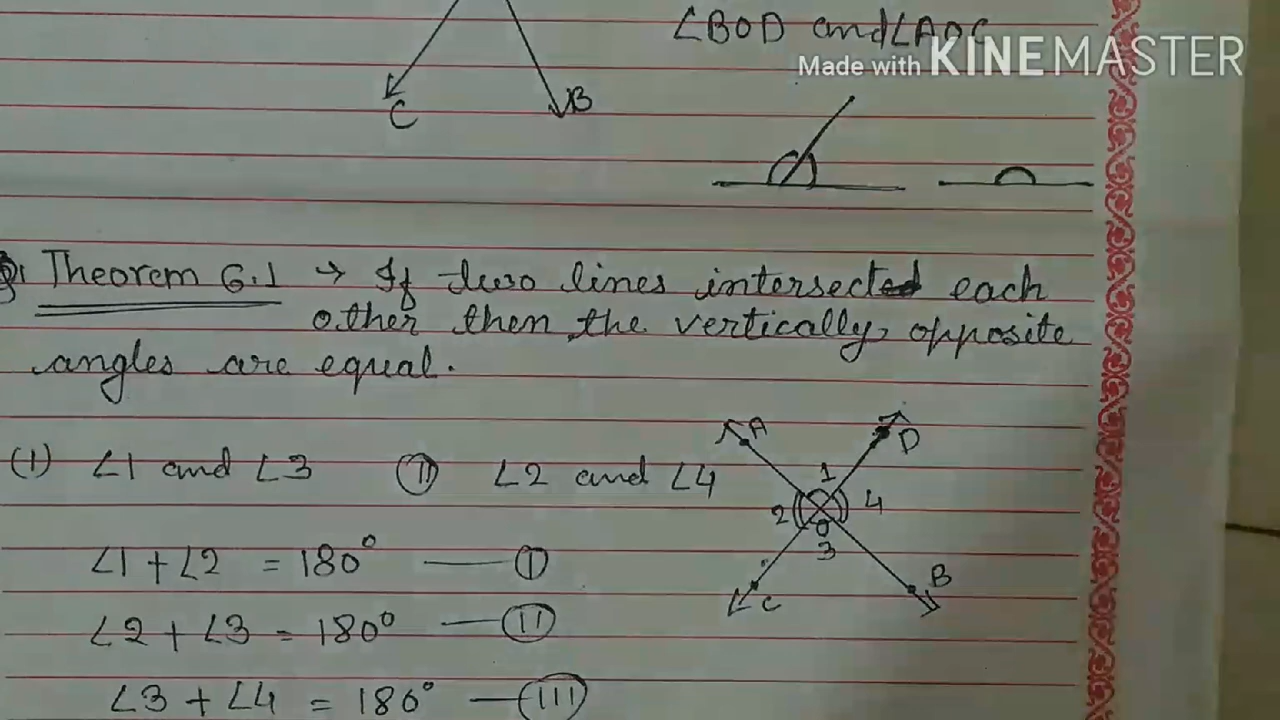 ∠BOD and ∠AOC
Made with KINEMASTER
C
B
Theorem 6.1 → If two lines intersected each
other then the vertically opposite
angles are equal.
A
D
(1) ∠1 and ∠3 (II) ∠2 and ∠4
1
2
4
O
3
∠1 + ∠2 = 180° — (I)
B
C
∠2 + ∠3 = 180° — (II)
∠3 + ∠4 = 180° — (III)